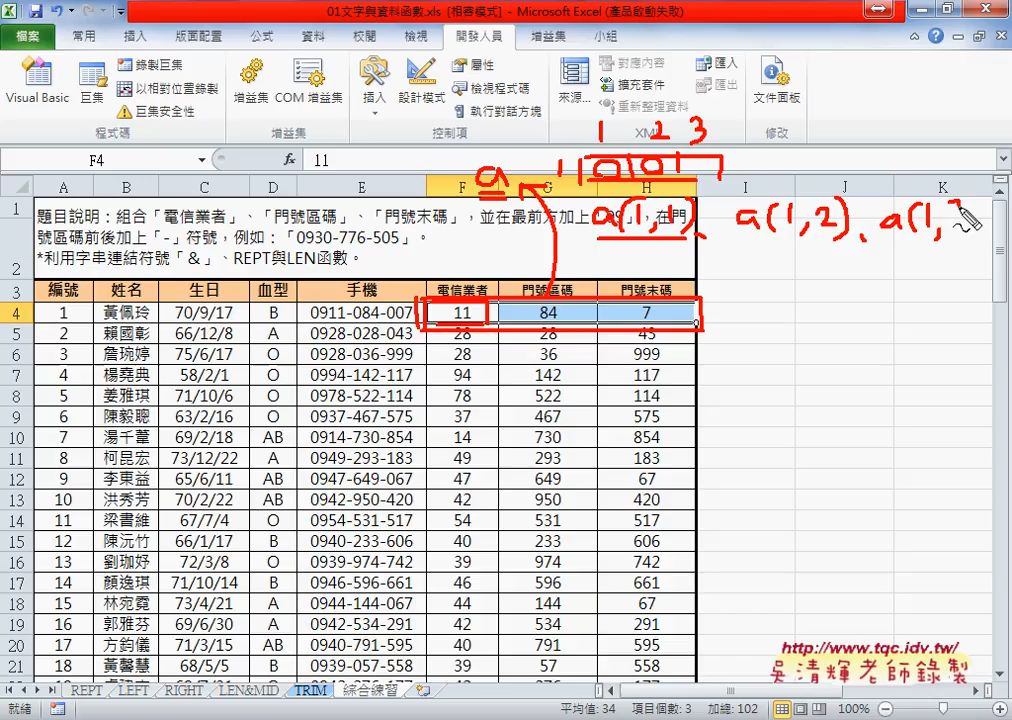 01文字與資料函數.xls [相容模式] - Microsoft Excel (產品啟動失敗)
檔案 常用 插入 版面配置 公式 資料 校閱 檢視 開發人員 增益集 小組
Visual Basic 巨集 錄製巨集 以相對位置錄製 巨集安全性 增益集 COM 增益集 插入 設計模式 屬性 檢視程式碼 執行對話方塊 來源... 對應內容 擴充套件 重新整理資料 匯入 匯出 文件面板
程式碼 增益集 控制項 XML 修改
1 2 3
F4 fx 11
a 1 a a
A B C D E F G H I J K
a(1,1)、a(1,2)、a(1,
1 題目說明：組合「電信業者」、「門號區碼」、「門號末碼」，並在最前方加上「09」，在門
號區碼前後加上「-」符號，例如：「0930-776-505」。
2 *利用字串連結符號「&」、REPT與LEN函數。
3 編號 姓名 生日 血型 手機 電信業者 門號區碼 門號末碼
4 1 黃佩玲 70/9/17 B 0911-084-007 11 84 7
5 2 賴國彰 66/12/8 A 0928-028-043 28 28 43
6 3 詹琬婷 75/6/17 O 0928-036-999 28 36 999
7 4 楊堯典 58/2/1 O 0994-142-117 94 142 117
8 5 姜雅琪 71/10/6 O 0978-522-114 78 522 114
9 6 陳毅聰 63/2/16 O 0937-467-575 37 467 575
10 7 湯千葦 69/2/18 AB 0914-730-854 14 730 854
11 8 柯昆宏 73/12/22 A 0949-293-183 49 293 183
12 9 李東益 65/6/11 AB 0947-649-067 47 649 67
13 10 洪秀芳 70/2/22 AB 0942-950-420 42 950 420
14 11 梁書維 67/7/4 O 0954-531-517 54 531 517
15 12 陳沅竹 66/1/17 B 0940-233-606 40 233 606
16 13 劉珈妤 72/3/8 O 0939-974-742 39 974 742
17 14 顏逸琪 71/10/14 B 0946-596-661 46 596 661
18 15 林宛霓 73/4/21 A 0944-144-067 44 144 67
19 16 郭雅芬 69/6/30 A 0942-534-291 42 534 291
20 17 方鈞儀 71/3/15 AB 0940-791-595 40 791 595
21 18 黃馨慧 68/5/5 B 0939-057-558 39 57 558
http://www.tqc.idv.tw/
吳清輝老師錄製
REPT LEFT RIGHT LEN&MID TRIM 綜合練習
就緒 平均值: 34 項目個數: 3 加總: 102 100%